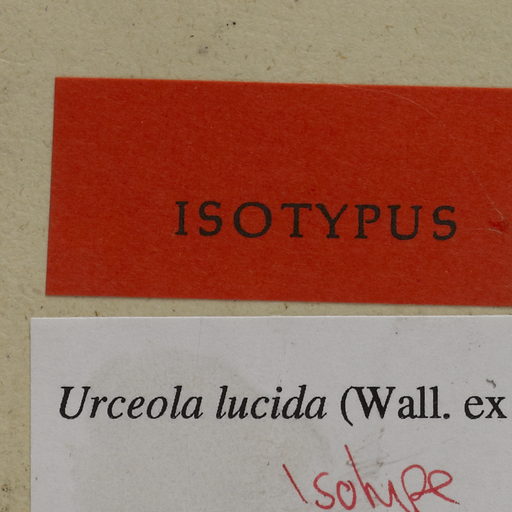 ISOTYPUS
Urceola lucida (Wall. ex
Isotype